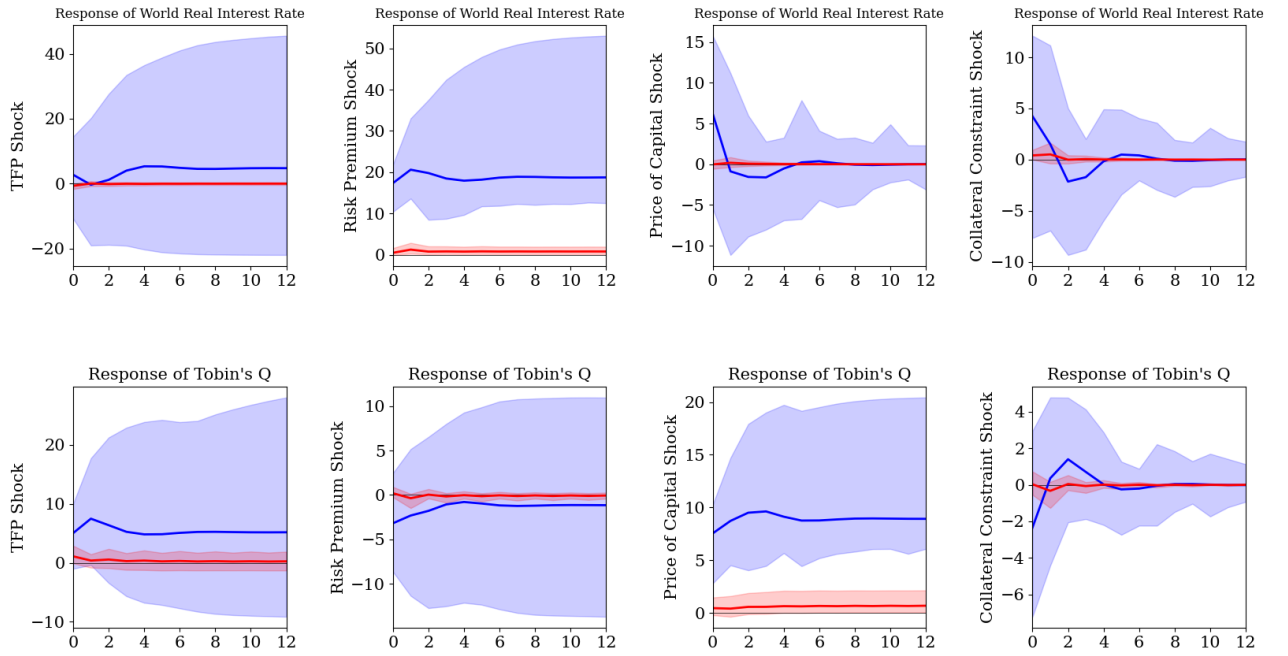 Response of World Real Interest Rate
TFP Shock
40
20
0
−20
0 2 4 6 8 10 12
Response of World Real Interest Rate
Risk Premium Shock
50
40
30
20
10
0
0 2 4 6 8 10 12
Response of World Real Interest Rate
Price of Capital Shock
15
10
5
0
−5
−10
0 2 4 6 8 10 12
Response of World Real Interest Rate
Collateral Constraint Shock
10
5
0
−5
−10
0 2 4 6 8 10 12
Response of Tobin's Q
TFP Shock
20
10
0
−10
0 2 4 6 8 10 12
Response of Tobin's Q
Risk Premium Shock
10
5
0
−5
−10
0 2 4 6 8 10 12
Response of Tobin's Q
Price of Capital Shock
20
15
10
5
0
0 2 4 6 8 10 12
Response of Tobin's Q
Collateral Constraint Shock
4
2
0
−2
−4
−6
0 2 4 6 8 10 12